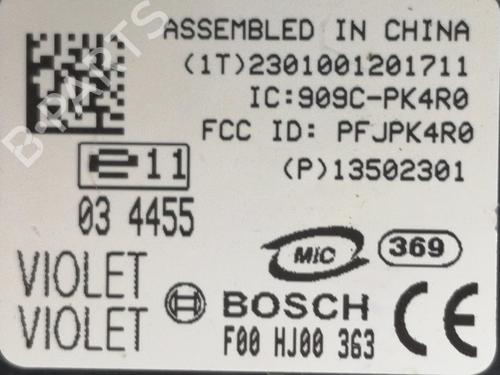 ASSEMBLED IN CHINA
(1T)2301001201711
IC:909C-PK4R0
FCC ID: PFJPK4R0
(P)13502301
e11
03 4455
MIC
369
VIOLET
VIOLET
BOSCH
F00 HJ00 363
CE
B-PARTS